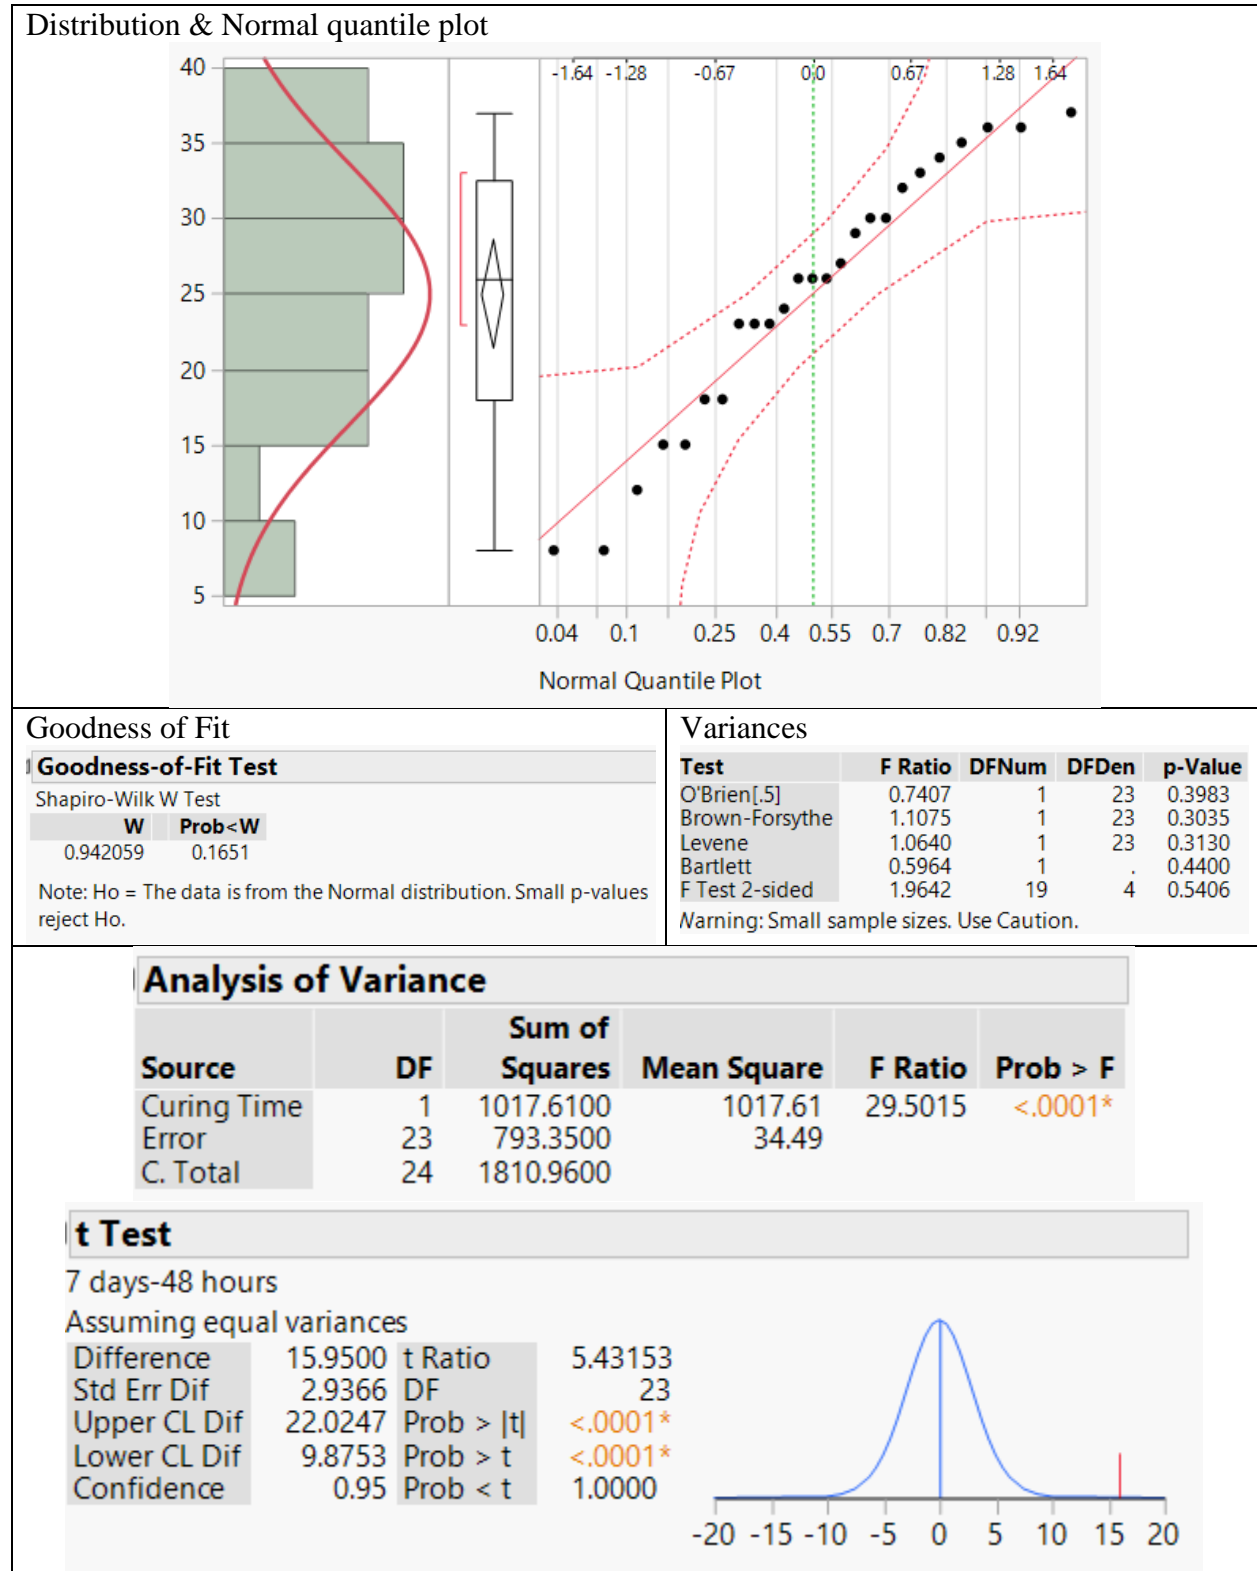 Distribution & Normal quantile plot
-1.64 -1.28 -0.67 0.0 0.67 1.28 1.64
40
35
30
25
20
15
10
5
0.04 0.1 0.25 0.4 0.55 0.7 0.82 0.92
Normal Quantile Plot
Goodness of Fit
Goodness-of-Fit Test
Shapiro-Wilk W Test
W Prob<W
0.942059 0.1651
Note: Ho = The data is from the Normal distribution. Small p-values
reject Ho.
Variances
Test F Ratio DFNum DFDen p-Value
O'Brien[.5] 0.7407 1 23 0.3983
Brown-Forsythe 1.1075 1 23 0.3035
Levene 1.0640 1 23 0.3130
Bartlett 0.5964 1 . 0.4400
F Test 2-sided 1.9642 19 4 0.5406
Warning: Small sample sizes. Use Caution.
Analysis of Variance
Sum of
Source DF Squares Mean Square F Ratio Prob > F
Curing Time 1 1017.6100 1017.61 29.5015 <.0001*
Error 23 793.3500 34.49
C. Total 24 1810.9600
t Test
7 days-48 hours
Assuming equal variances
Difference 15.9500 t Ratio 5.43153
Std Err Dif 2.9366 DF 23
Upper CL Dif 22.0247 Prob > |t| <.0001*
Lower CL Dif 9.8753 Prob > t <.0001*
Confidence 0.95 Prob < t 1.0000
-20 -15 -10 -5 0 5 10 15 20